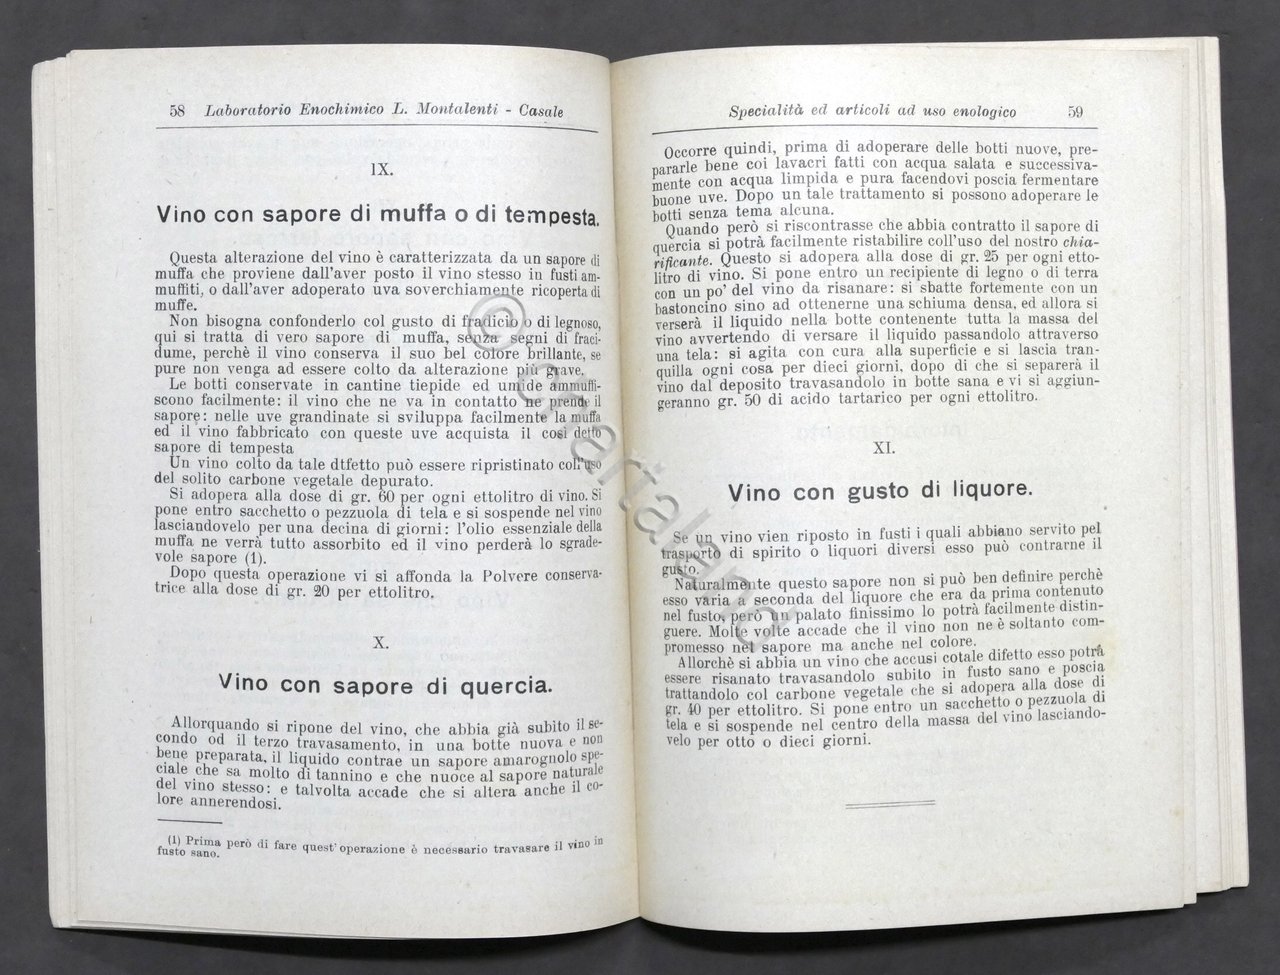 58 Laboratorio Enochimico L. Montalenti - Casale
IX.
Vino con sapore di muffa o di tempesta.
Questa alterazione del vino è caratterizzata da un sapore di
muffa che proviene dall'aver posto il vino stesso in fusti am-
muffiti, o dall'aver adoperato uva soverchiamente ricoperta di
muffe.
Non bisogna confonderlo col gusto di fradicio o di legnoso,
qui si tratta di vero sapore di muffa, senza segni di fraci-
dume, perchè il vino conserva il suo bel colore brillante, se
pure non venga ad essere colto da alterazione più grave.
Le botti conservate in cantine tiepide ed umide ammuffi-
scono facilmente: il vino che ne va in contatto ne prende il
sapore: nelle uve grandinate si sviluppa facilmente la muffa
ed il vino fabbricato con queste uve acquista il così detto
sapore di tempesta
Un vino colto da tale dtfetto può essere ripristinato coll'uso
del solito carbone vegetale depurato.
Si adopera alla dose di gr. 60 per ogni ettolitro di vino. Si
pone entro sacchetto o pezzuola di tela e si sospende nel vino
lasciandovelo per una decina di giorni: l'olio essenziale della
muffa ne verrà tutto assorbito ed il vino perderà lo sgrade-
vole sapore (1).
Dopo questa operazione vi si affonda la Polvere conserva-
trice alla dose di gr. 20 per ettolitro.
X.
Vino con sapore di quercia.
Allorquando si ripone del vino, che abbia già subìto il se-
condo od il terzo travasamento, in una botte nuova e non
bene preparata, il liquido contrae un sapore amarognolo spe-
ciale che sa molto di tannino e che nuoce al sapore naturale
del vino stesso: e talvolta accade che si altera anche il co-
lore annerendosi.
(1) Prima però di fare quest'operazione è necessario travasare il vino in
fusto sano.
Specialità ed articoli ad uso enologico 59
Occorre quindi, prima di adoperare delle botti nuove, pre-
pararle bene coi lavacri fatti con acqua salata e successiva-
mente con acqua limpida e pura facendovi poscia fermentare
buone uve. Dopo un tale trattamento si possono adoperare le
botti senza tema alcuna.
Quando però si riscontrasse che abbia contratto il sapore di
quercia si potrà facilmente ristabilire coll'uso del nostro chia-
rificante. Questo si adopera alla dose di gr. 25 per ogni etto-
litro di vino. Si pone entro un recipiente di legno o di terra
con un po' del vino da risanare: si sbatte fortemente con un
bastoncino sino ad ottenerne una schiuma densa, ed allora si
verserà il liquido nella botte contenente tutta la massa del
vino avvertendo di versare il liquido passandolo attraverso
una tela: si agita con cura alla superficie e si lascia tran-
quilla ogni cosa per dieci giorni, dopo di che si separerà il
vino dal deposito travasandolo in botte sana e vi si aggiun-
geranno gr. 50 di acido tartarico per ogni ettolitro.
XI.
Vino con gusto di liquore.
Se un vino vien riposto in fusti i quali abbiano servito pel
trasporto di spirito o liquori diversi esso può contrarne il
gusto.
Naturalmente questo sapore non si può ben definire perchè
esso varia a seconda del liquore che era da prima contenuto
nel fusto, però un palato finissimo lo potrà facilmente distin-
guere. Molte volte accade che il vino non ne è soltanto com-
promesso nel sapore ma anche nel colore.
Allorchè si abbia un vino che accusi cotale difetto esso potrà
essere risanato travasandolo subito in fusto sano e poscia
trattandolo col carbone vegetale che si adopera alla dose di
gr. 40 per ettolitro. Si pone entro un sacchetto o pezzuola di
tela e si sospende nel centro della massa del vino lasciando-
velo per otto o dieci giorni.
© chartaland